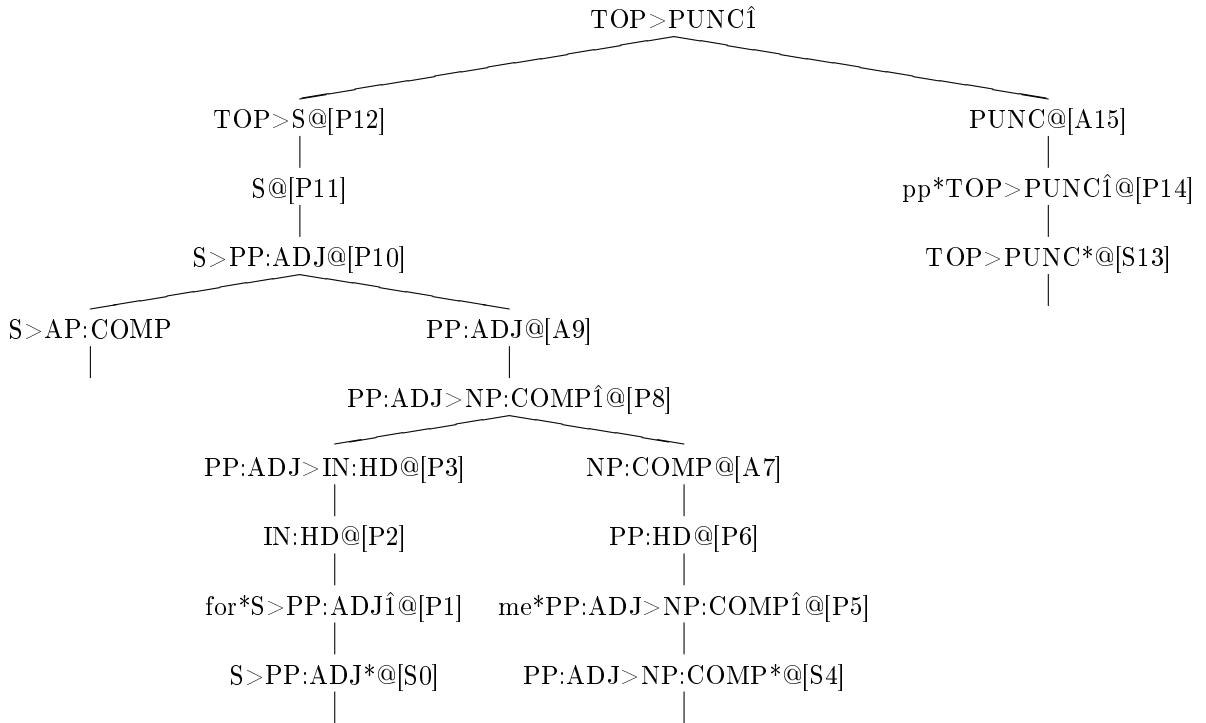 TOP>PUNCî
TOP>S@[P12] PUNC@[A15]
S@[P11] pp*TOP>PUNCî@[P14]
S>PP:ADJ@[P10] TOP>PUNC*@[S13]
S>AP:COMP PP:ADJ@[A9]
PP:ADJ>NP:COMPî@[P8]
PP:ADJ>IN:HD@[P3] NP:COMP@[A7]
IN:HD@[P2] PP:HD@[P6]
for*S>PP:ADJî@[P1] me*PP:ADJ>NP:COMPî@[P5]
S>PP:ADJ*@[S0] PP:ADJ>NP:COMP*@[S4]